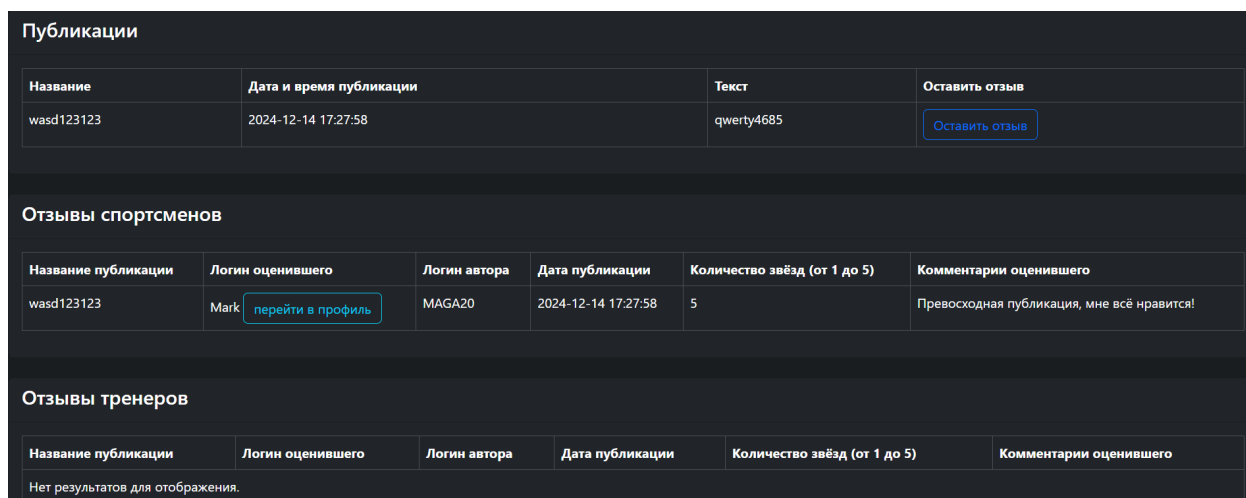 Публикации
Название Дата и время публикации Текст Оставить отзыв
wasd123123 2024-12-14 17:27:58 qwerty4685 Оставить отзыв
Отзывы спортсменов
Название публикации Логин оценившего Логин автора Дата публикации Количество звёзд (от 1 до 5) Комментарии оценившего
wasd123123 Mark перейти в профиль MAGA20 2024-12-14 17:27:58 5 Превосходная публикация, мне всё нравится!
Отзывы тренеров
Название публикации Логин оценившего Логин автора Дата публикации Количество звёзд (от 1 до 5) Комментарии оценившего
Нет результатов для отображения.